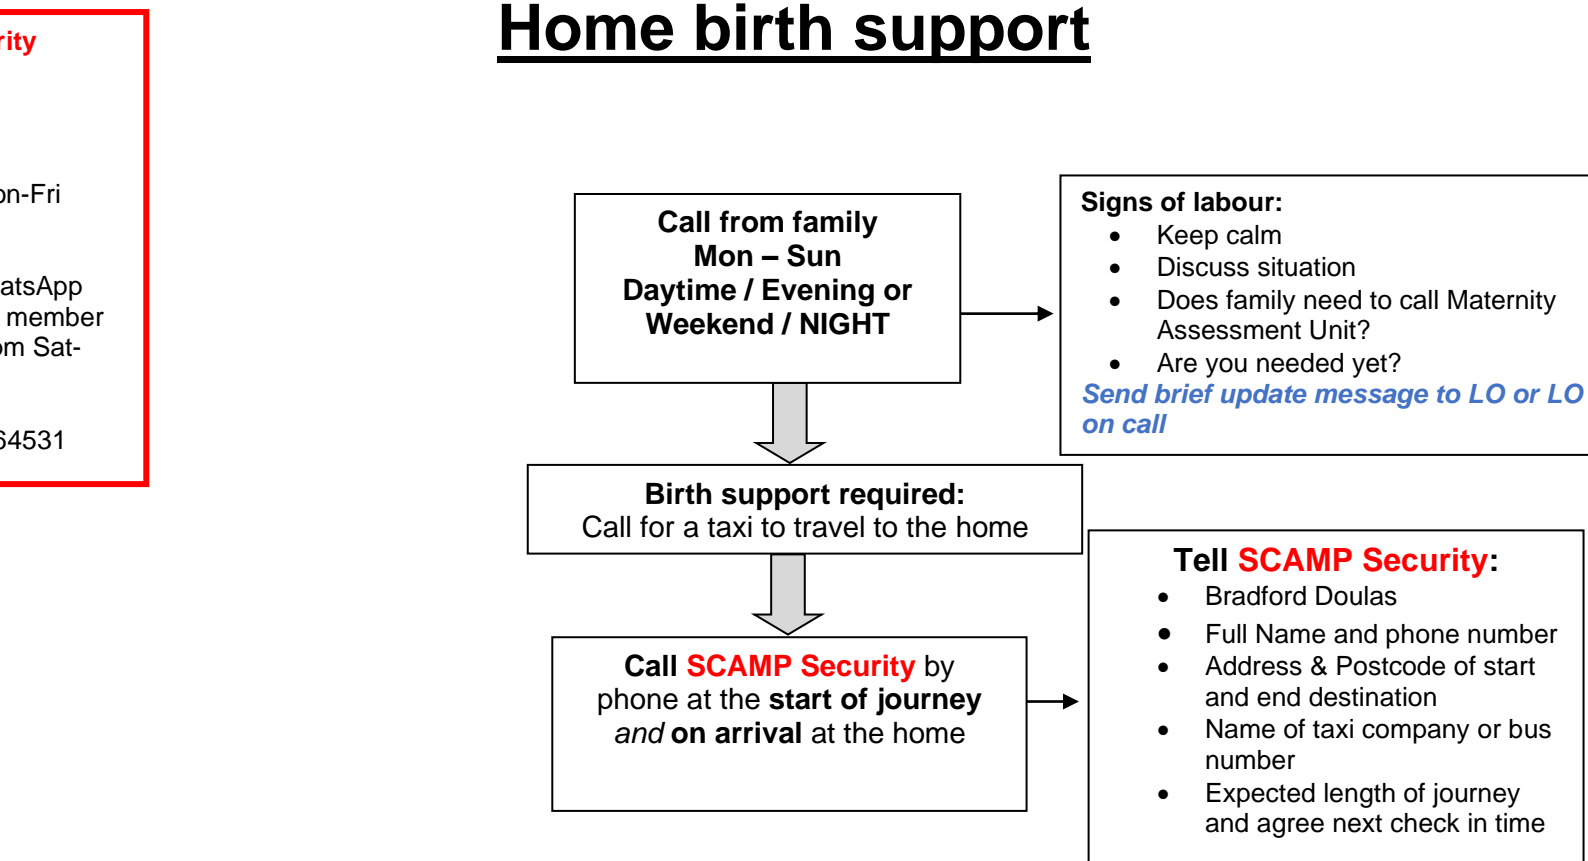 Home birth support
rity
on-Fri
atsApp
member
om Sat-
64531
Call from family
Mon – Sun
Daytime / Evening or
Weekend / NIGHT
Signs of labour:
• Keep calm
• Discuss situation
• Does family need to call Maternity
Assessment Unit?
• Are you needed yet?
Send brief update message to LO or LO
on call
Birth support required:
Call for a taxi to travel to the home
Call SCAMP Security by
phone at the start of journey
and on arrival at the home
Tell SCAMP Security:
• Bradford Doulas
• Full Name and phone number
• Address & Postcode of start
and end destination
• Name of taxi company or bus
number
• Expected length of journey
and agree next check in time